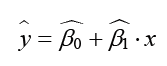 ŷ = β̂₀ + β̂₁ · x